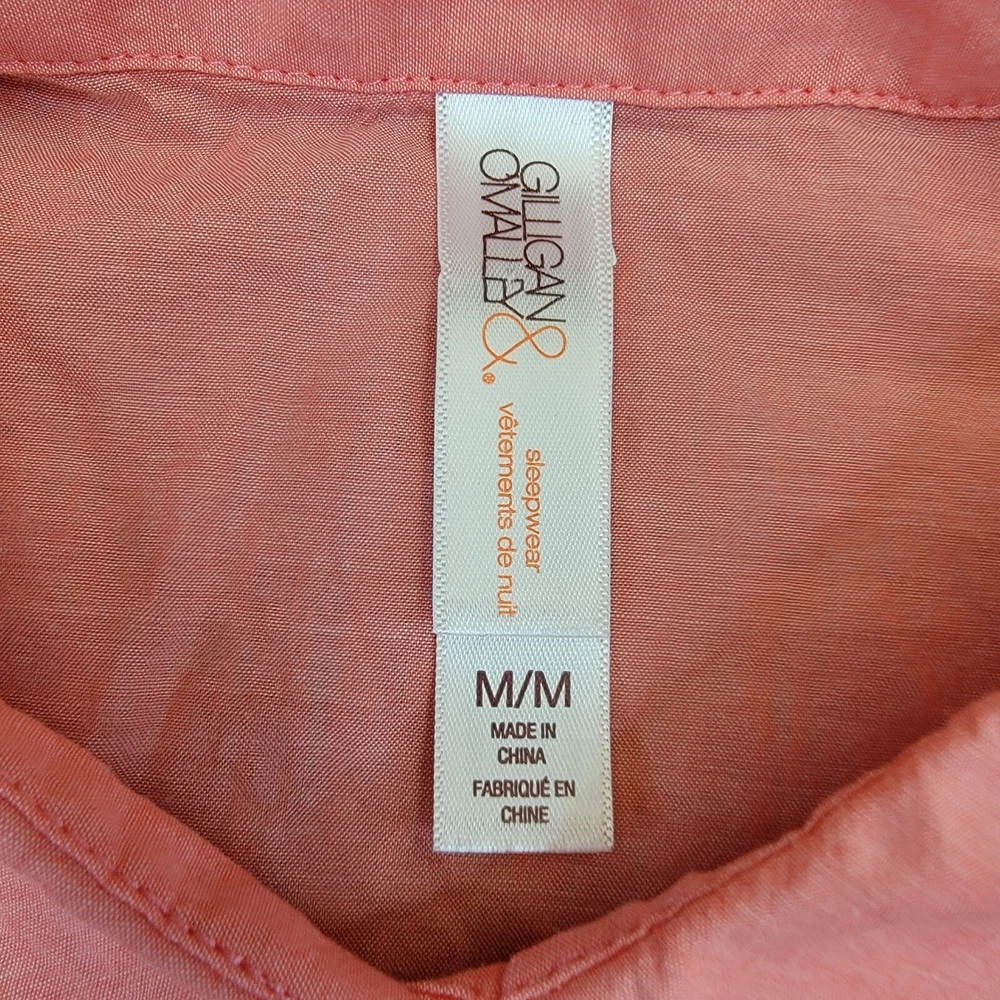 GILLIGAN &
O'MALLEY®
sleepwear
vêtements de nuit
M/M
MADE IN
CHINA
FABRIQUÉ EN
CHINE